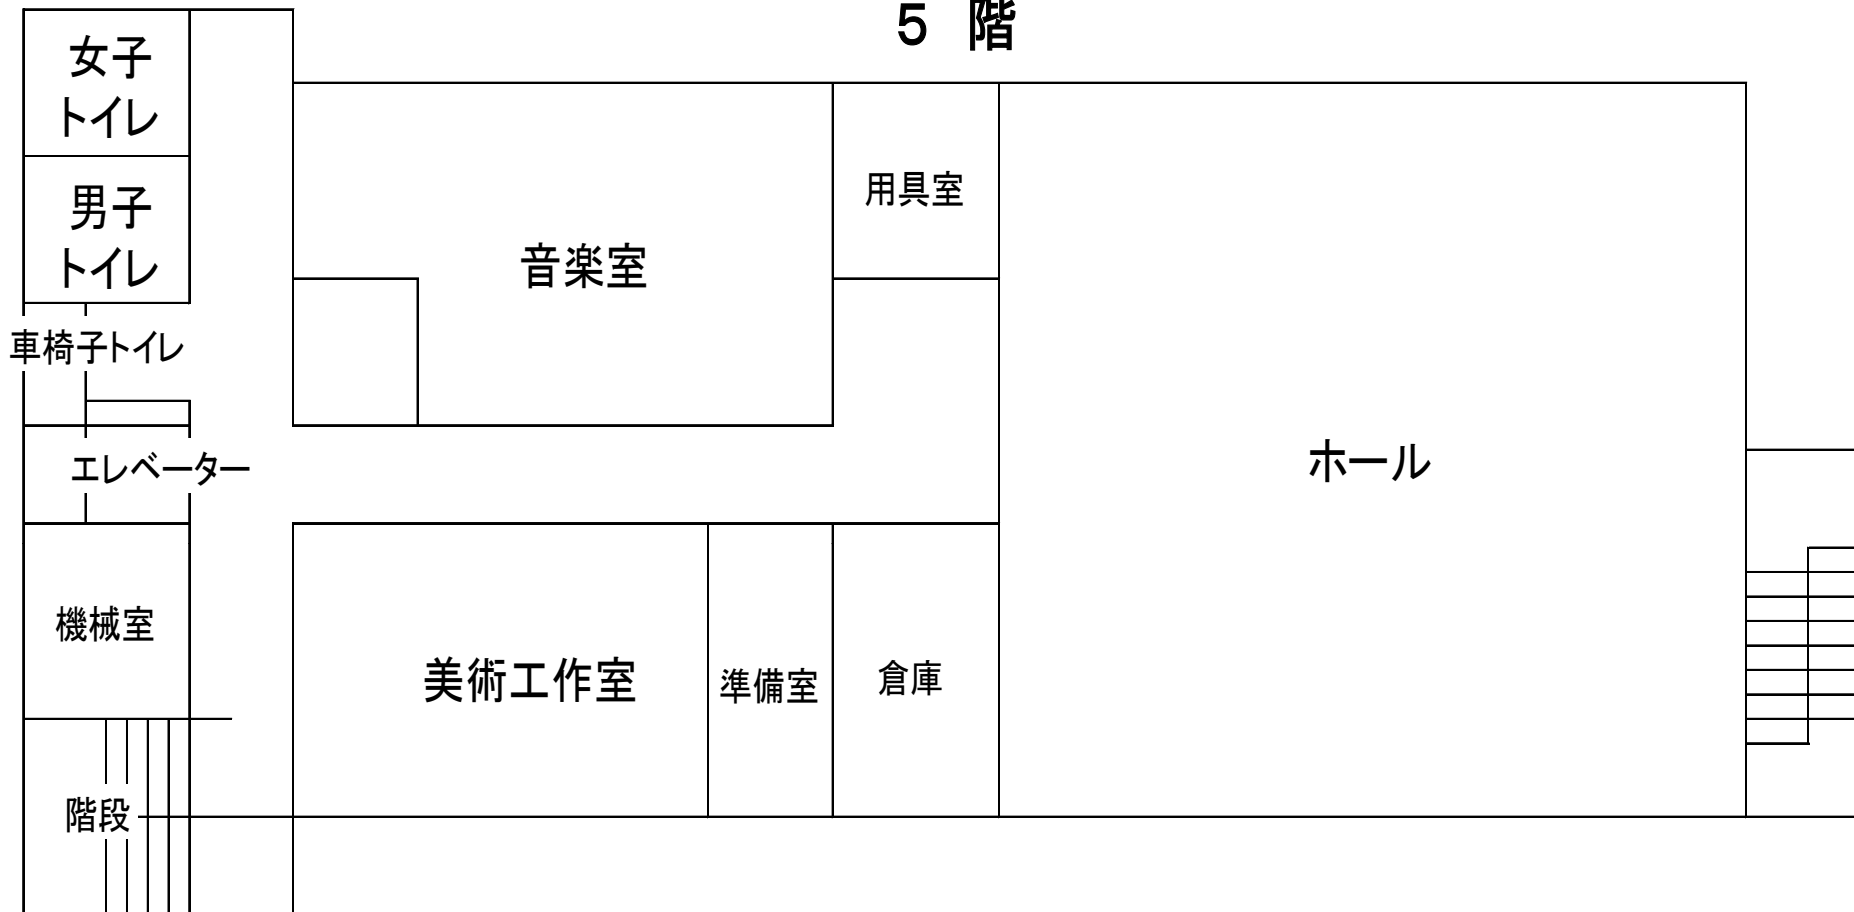 ５ 階
女子
トイレ
男子
トイレ
用具室
音楽室
車椅子トイレ
エレベーター
ホール
機械室
美術工作室
準備室
倉庫
階段